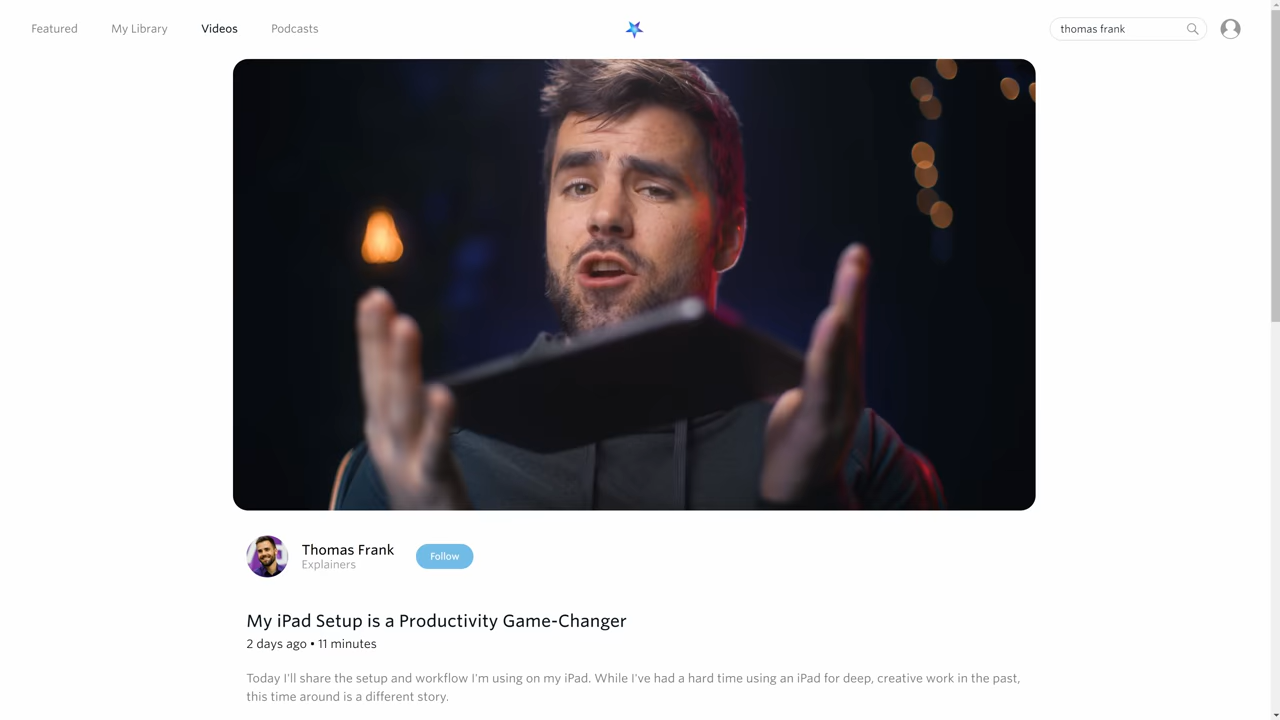 Featured
My Library
Videos
Podcasts
thomas frank
Thomas Frank
Explainers
Follow
My iPad Setup is a Productivity Game-Changer
2 days ago • 11 minutes
Today I'll share the setup and workflow I'm using on my iPad. While I've had a hard time using an iPad for deep, creative work in the past,
this time around is a different story.